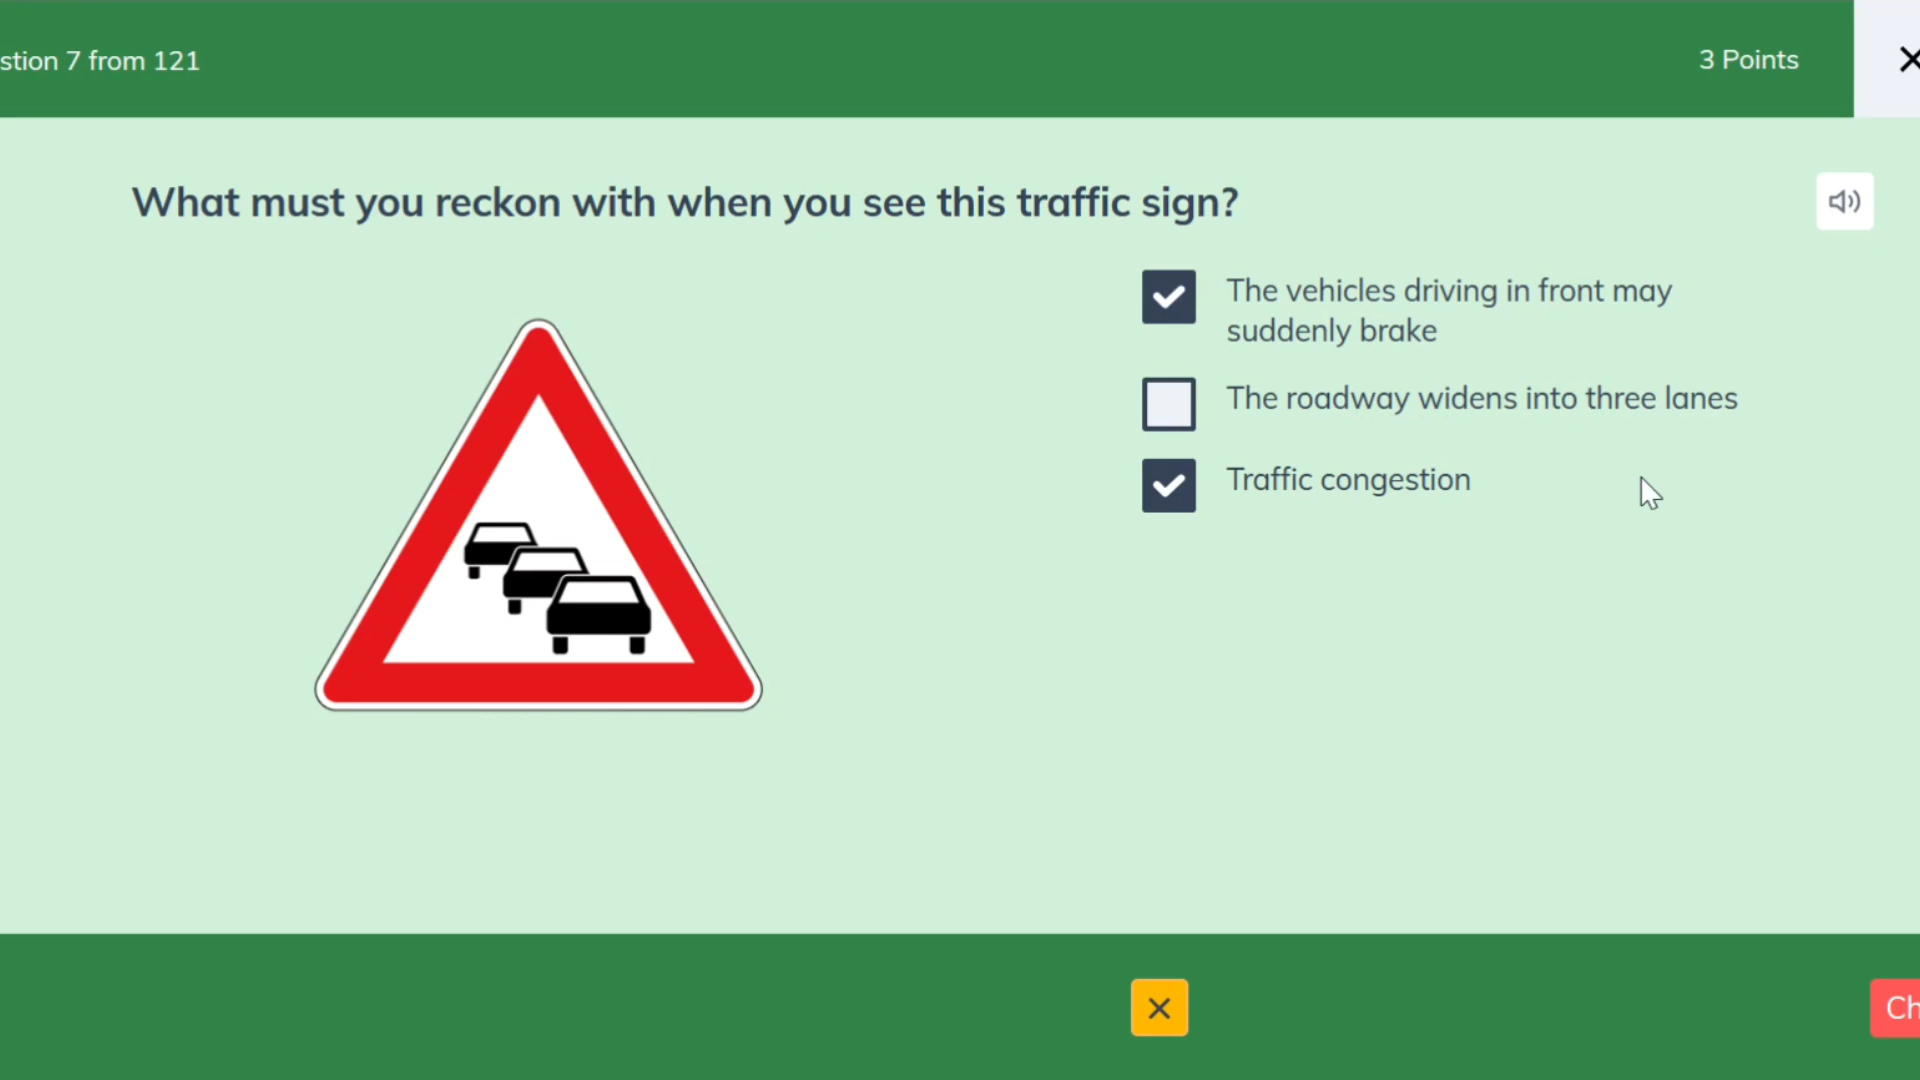 stion 7 from 121
3 Points
What must you reckon with when you see this traffic sign?
The vehicles driving in front may
suddenly brake
The roadway widens into three lanes
Traffic congestion
Ch